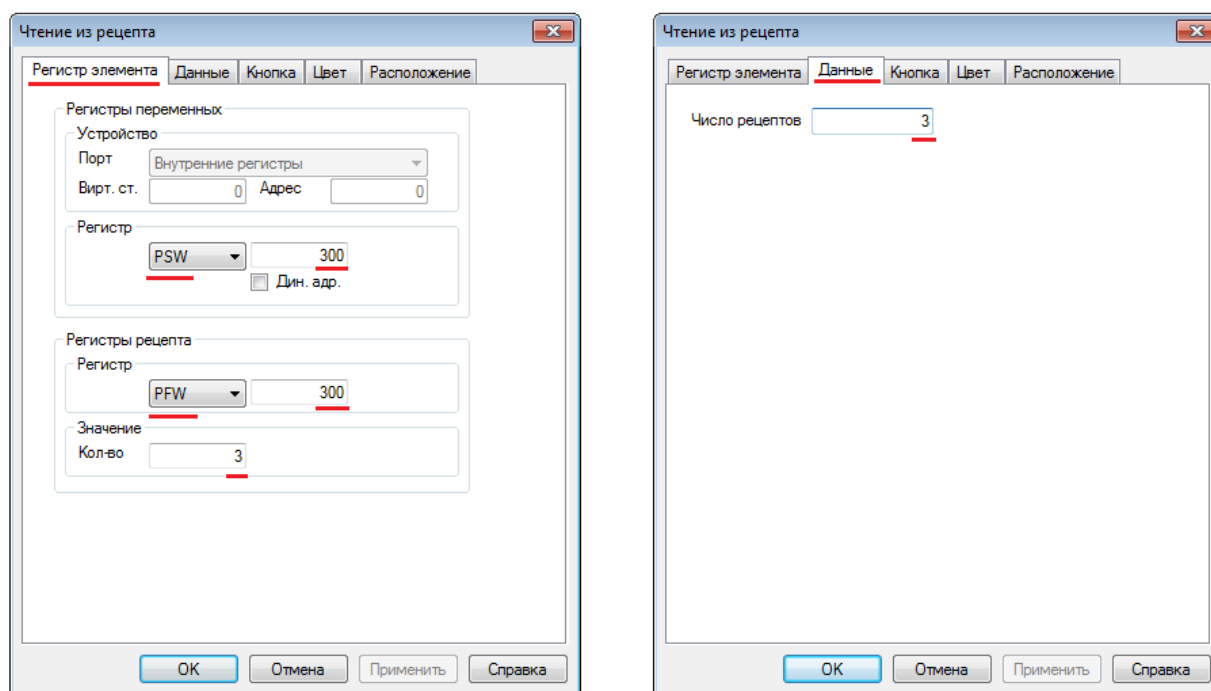 Чтение из рецепта
Регистр элемента Данные Кнопка Цвет Расположение
Регистры переменных
Устройство
Порт Внутренние регистры
Вирт. ст. 0 Адрес 0
Регистр
PSW 300
Дин. адр.
Регистры рецепта
Регистр
PFW 300
Значение
Кол-во 3
OK Отмена Применить Справка
Чтение из рецепта
Регистр элемента Данные Кнопка Цвет Расположение
Число рецептов 3
OK Отмена Применить Справка